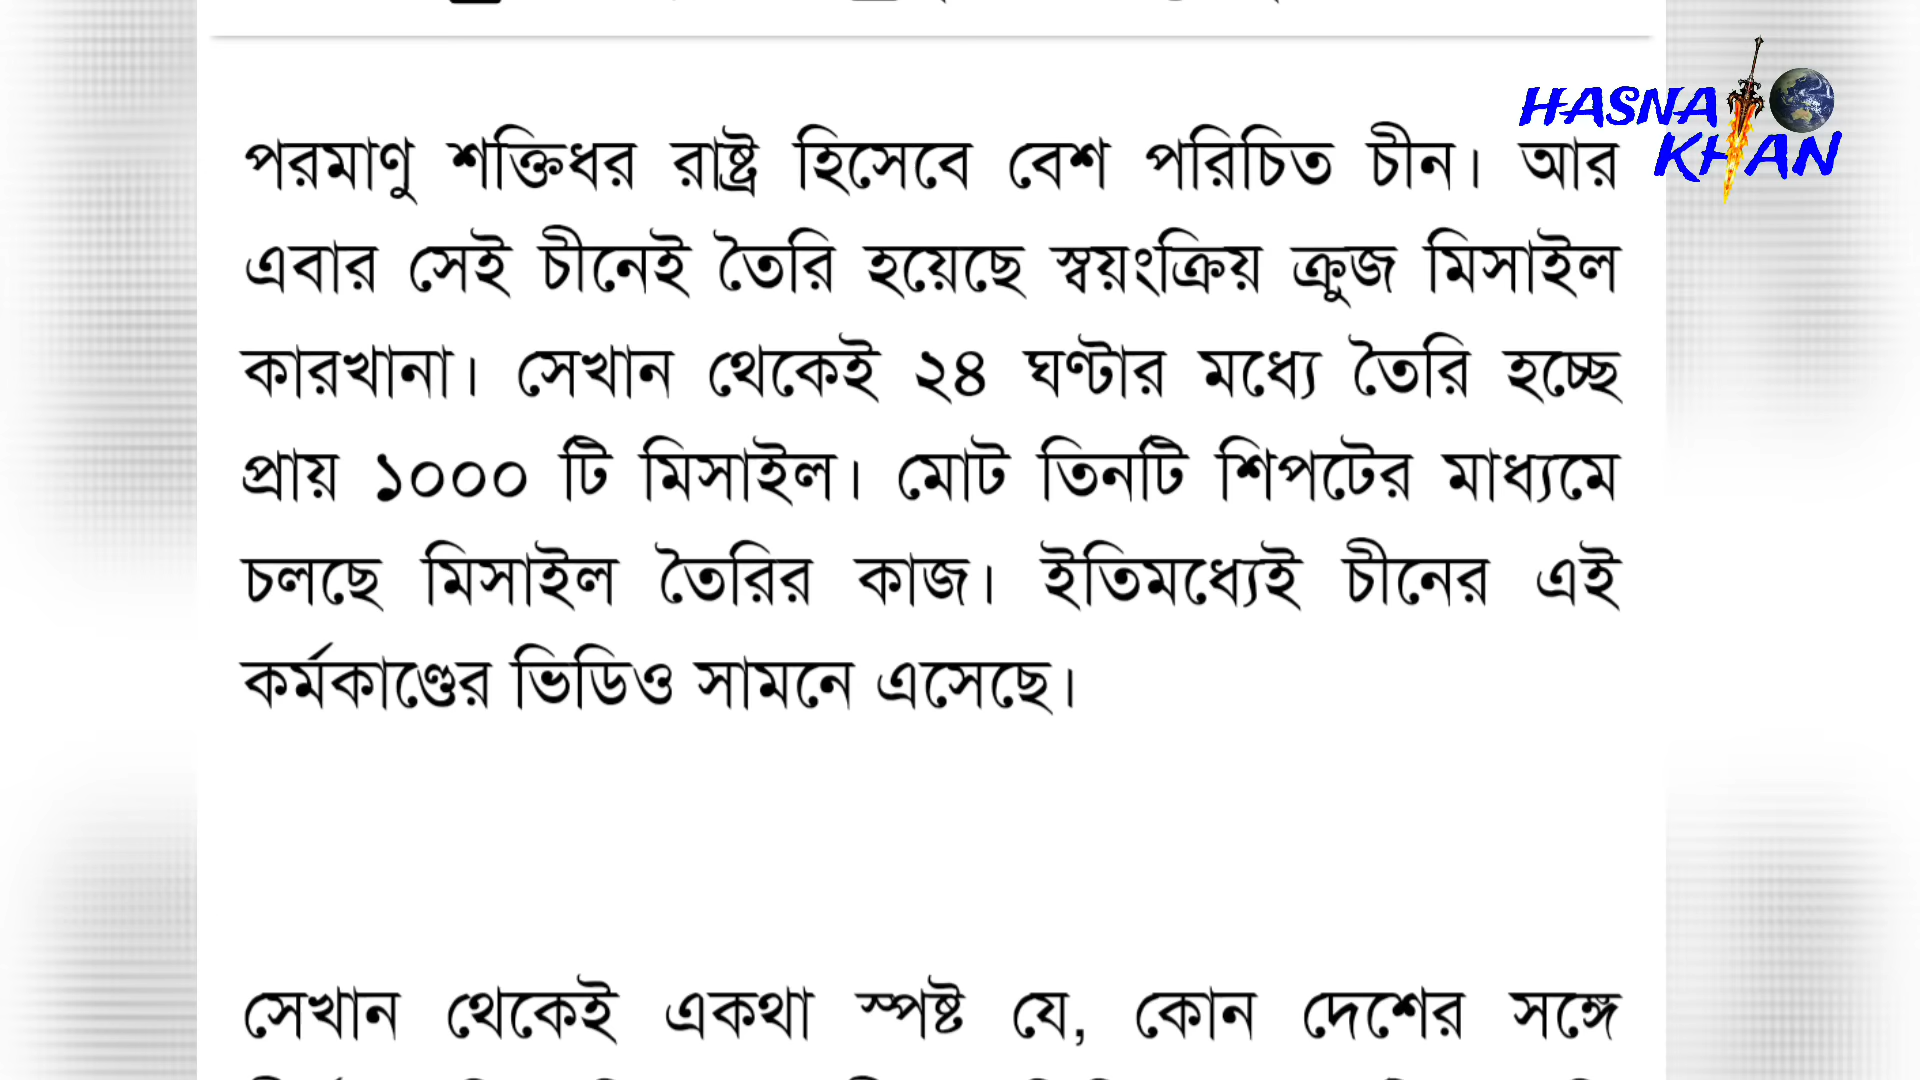 পরমাণু শক্তিধর রাষ্ট্র হিসেবে বেশ পরিচিত চীন। আর
এবার সেই চীনেই তৈরি হয়েছে স্বয়ংক্রিয় ক্রুজ মিসাইল
কারখানা। সেখান থেকেই ২৪ ঘণ্টার মধ্যে তৈরি হচ্ছে
প্রায় ১০০০ টি মিসাইল। মোট তিনটি শিপটের মাধ্যমে
চলছে মিসাইল তৈরির কাজ। ইতিমধ্যেই চীনের এই
কর্মকাণ্ডের ভিডিও সামনে এসেছে।
সেখান থেকেই একথা স্পষ্ট যে, কোন দেশের সঙ্গে
HASNA
KHAN